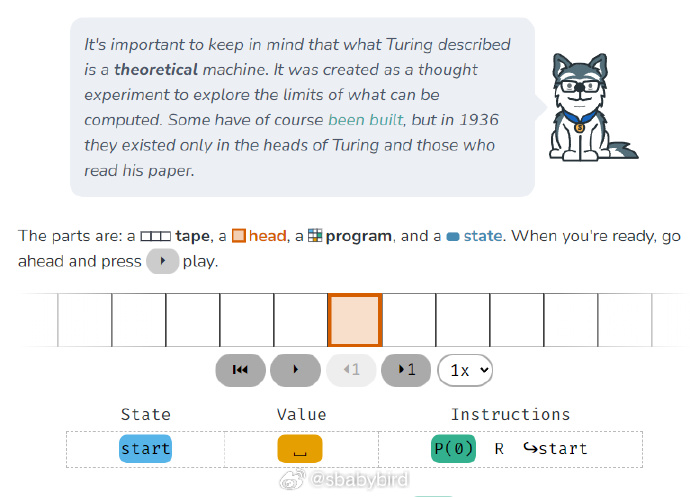 It's important to keep in mind that what Turing described
is a theoretical machine. It was created as a thought
experiment to explore the limits of what can be
computed. Some have of course been built, but in 1936
they existed only in the heads of Turing and those who
read his paper.
The parts are: a tape, a head, a program, and a state. When you're ready, go
ahead and press play.
1 1 1x
State Value Instructions
start ␣ P(0) R ↪start
@sbabybird